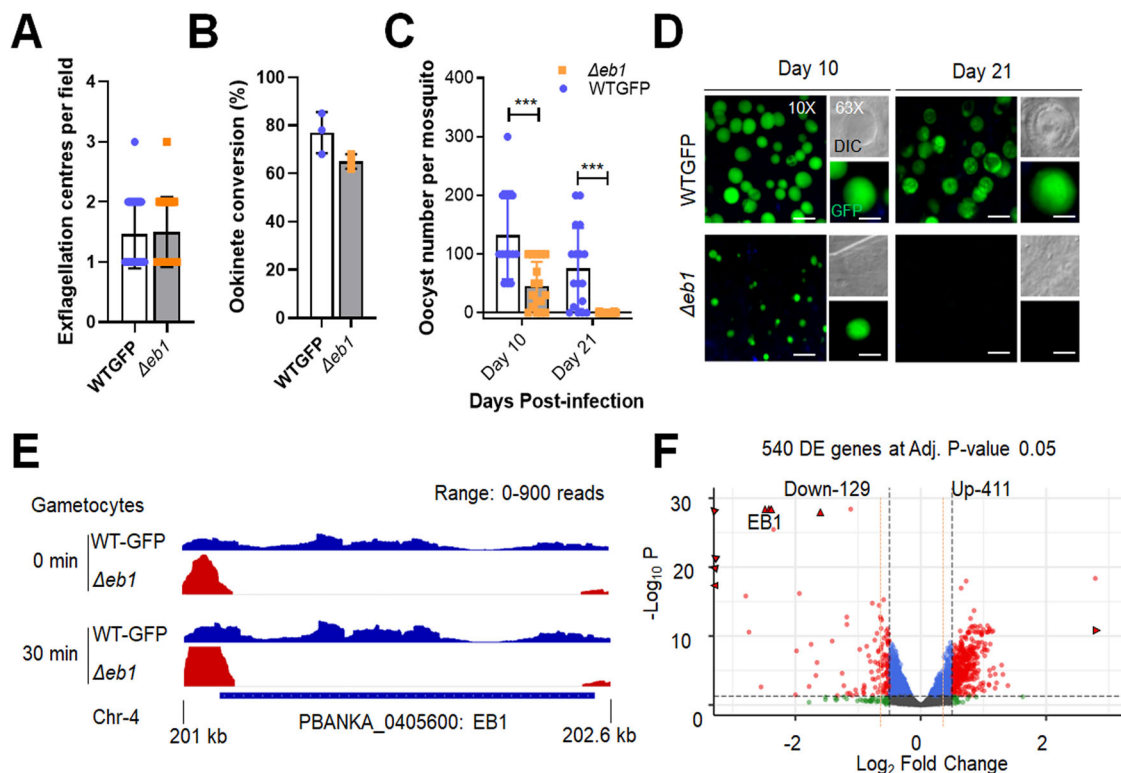 A
Exflagellation centres per field
4
3
2
1
0
WTGFP
Δeb1
B
Ookinete conversion (%)
100
80
60
40
20
0
WTGFP
Δeb1
C
Δeb1
WTGFP
Oocyst number per mosquito
400
300
200
100
0
***
***
Day 10
Day 21
Days Post-infection
D
Day 10
Day 21
WTGFP
10X
63X
DIC
GFP
Δeb1
E
Range: 0-900 reads
Gametocytes
0 min
WT-GFP
Δeb1
30 min
WT-GFP
Δeb1
Chr-4
PBANKA_0405600: EB1
201 kb
202.6 kb
F
540 DE genes at Adj. P-value 0.05
Down-129
Up-411
EB1
-Log10 P
30
20
10
0
-2
0
2
Log2 Fold Change